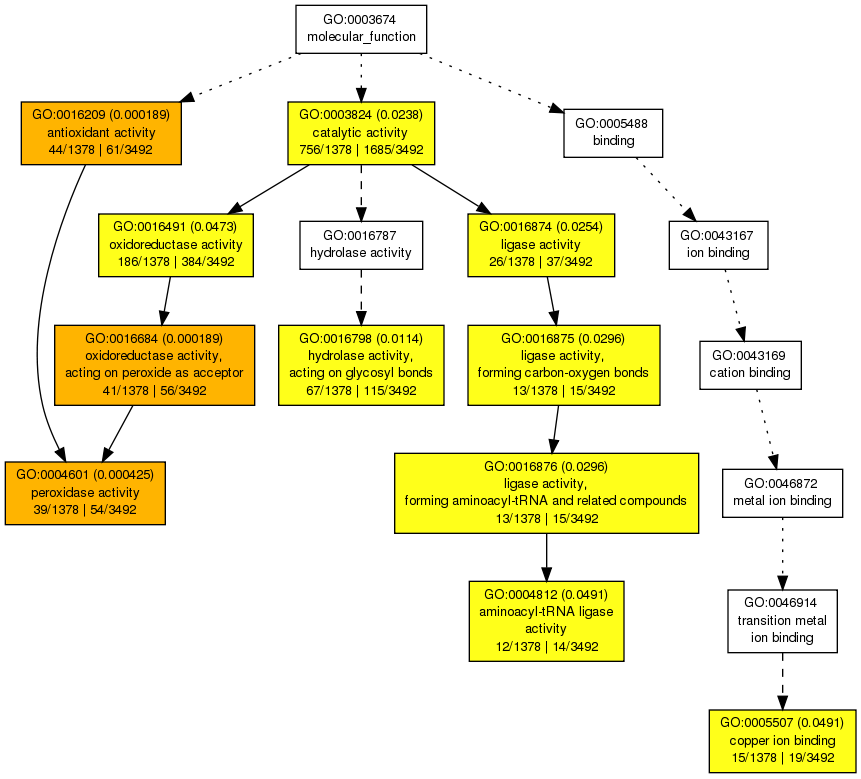 GO:0003674
molecular_function
GO:0016209 (0.000189)
antioxidant activity
44/1378 | 61/3492
GO:0003824 (0.0238)
catalytic activity
756/1378 | 1685/3492
GO:0005488
binding
GO:0016491 (0.0473)
oxidoreductase activity
186/1378 | 384/3492
GO:0016787
hydrolase activity
GO:0016874 (0.0254)
ligase activity
26/1378 | 37/3492
GO:0043167
ion binding
GO:0016684 (0.000189)
oxidoreductase activity,
acting on peroxide as acceptor
41/1378 | 56/3492
GO:0016798 (0.0114)
hydrolase activity,
acting on glycosyl bonds
67/1378 | 115/3492
GO:0016875 (0.0296)
ligase activity,
forming carbon-oxygen bonds
13/1378 | 15/3492
GO:0043169
cation binding
GO:0004601 (0.000425)
peroxidase activity
39/1378 | 54/3492
GO:0016876 (0.0296)
ligase activity,
forming aminoacyl-tRNA and related compounds
13/1378 | 15/3492
GO:0046872
metal ion binding
GO:0004812 (0.0491)
aminoacyl-tRNA ligase
activity
12/1378 | 14/3492
GO:0046914
transition metal
ion binding
GO:0005507 (0.0491)
copper ion binding
15/1378 | 19/3492